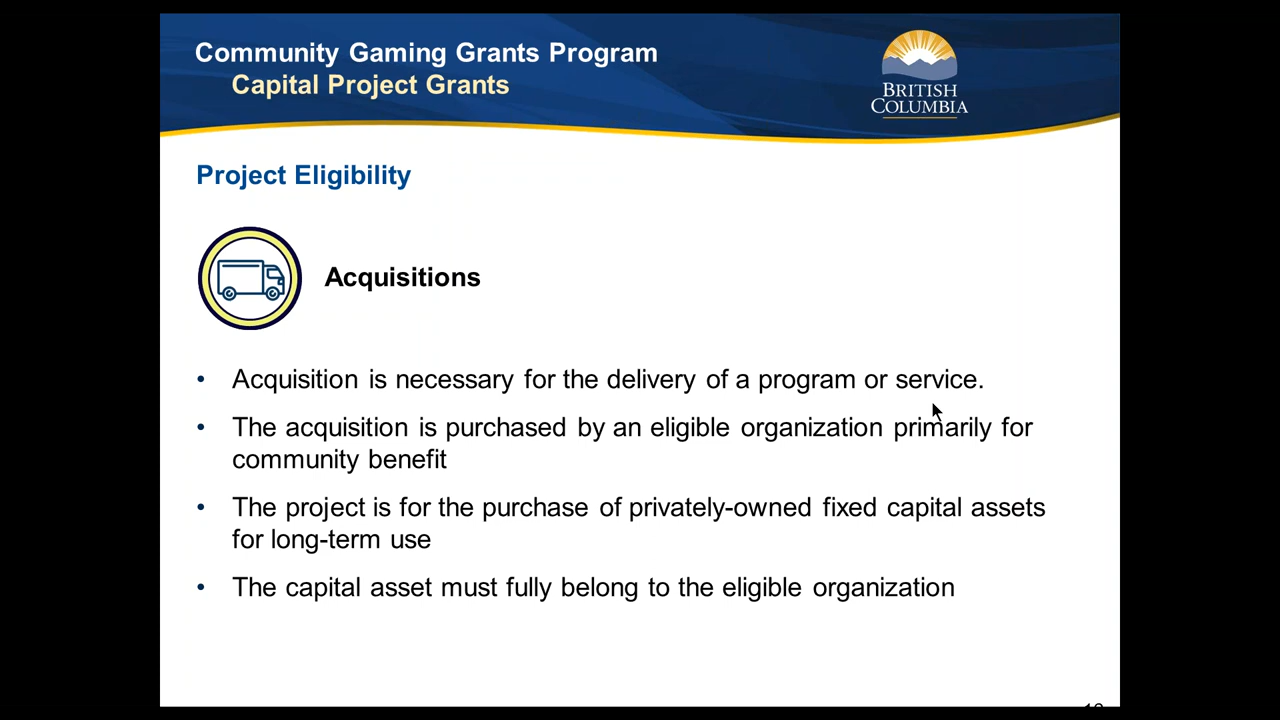 Community Gaming Grants Program
Capital Project Grants
BRITISH
COLUMBIA
Project Eligibility
Acquisitions
• Acquisition is necessary for the delivery of a program or service.
• The acquisition is purchased by an eligible organization primarily for
community benefit
• The project is for the purchase of privately-owned fixed capital assets
for long-term use
• The capital asset must fully belong to the eligible organization